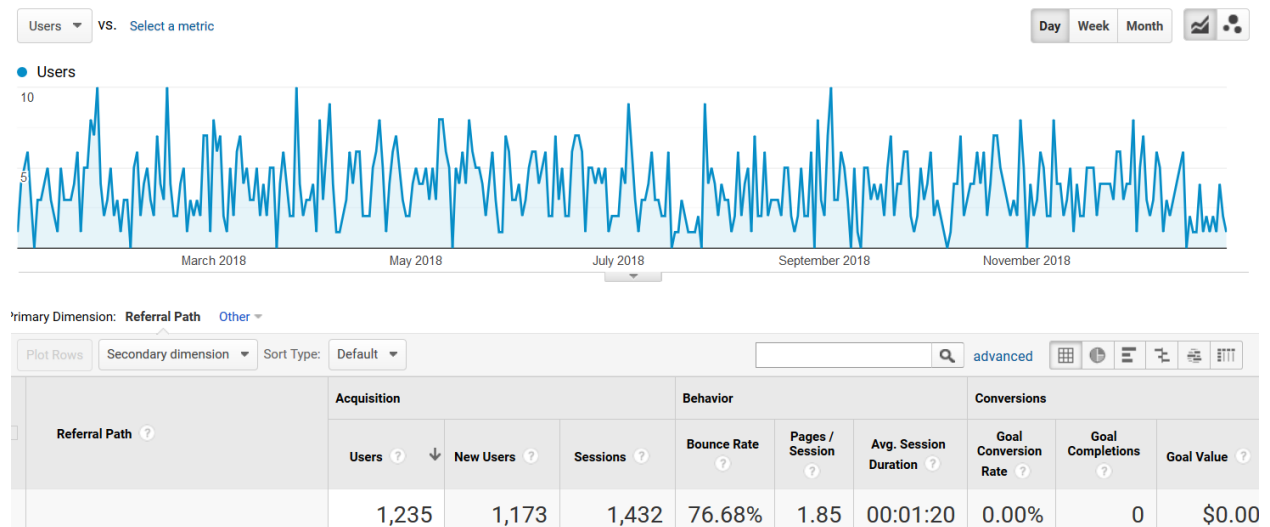 Users VS. Select a metric Day Week Month
Users
10
5
March 2018 May 2018 July 2018 September 2018 November 2018
Primary Dimension: Referral Path Other
Plot Rows Secondary dimension Sort Type: Default advanced
Acquisition Behavior Conversions
Referral Path ? Users ? New Users ? Sessions ? Bounce Rate ? Pages / Session ? Avg. Session Duration ? Goal Conversion Rate ? Goal Completions ? Goal Value ?
1,235 1,173 1,432 76.68% 1.85 00:01:20 0.00% 0 $0.00